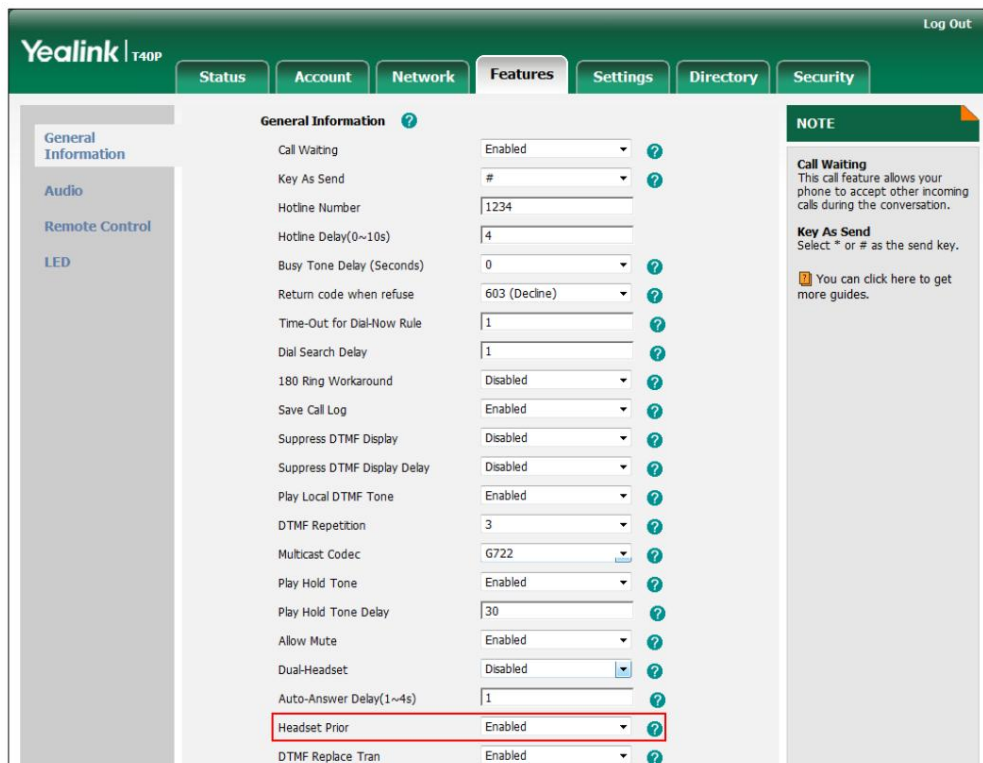 Log Out
Yealink T40P
Status Account Network Features Settings Directory Security
General
Information
Audio
Remote Control
LED
General Information ?
Call Waiting Enabled ?
Key As Send # ?
Hotline Number 1234
Hotline Delay(0~10s) 4
Busy Tone Delay (Seconds) 0 ?
Return code when refuse 603 (Decline) ?
Time-Out for Dial-Now Rule 1 ?
Dial Search Delay 1 ?
180 Ring Workaround Disabled ?
Save Call Log Enabled ?
Suppress DTMF Display Disabled ?
Suppress DTMF Display Delay Disabled ?
Play Local DTMF Tone Enabled ?
DTMF Repetition 3 ?
Multicast Codec G722 ?
Play Hold Tone Enabled ?
Play Hold Tone Delay 30 ?
Allow Mute Enabled ?
Dual-Headset Disabled ?
Auto-Answer Delay(1~4s) 1 ?
Headset Prior Enabled ?
DTMF Replace Tran Enabled ?
NOTE
Call Waiting
This call feature allows your
phone to accept other incoming
calls during the conversation.
Key As Send
Select * or # as the send key.
? You can click here to get
more guides.